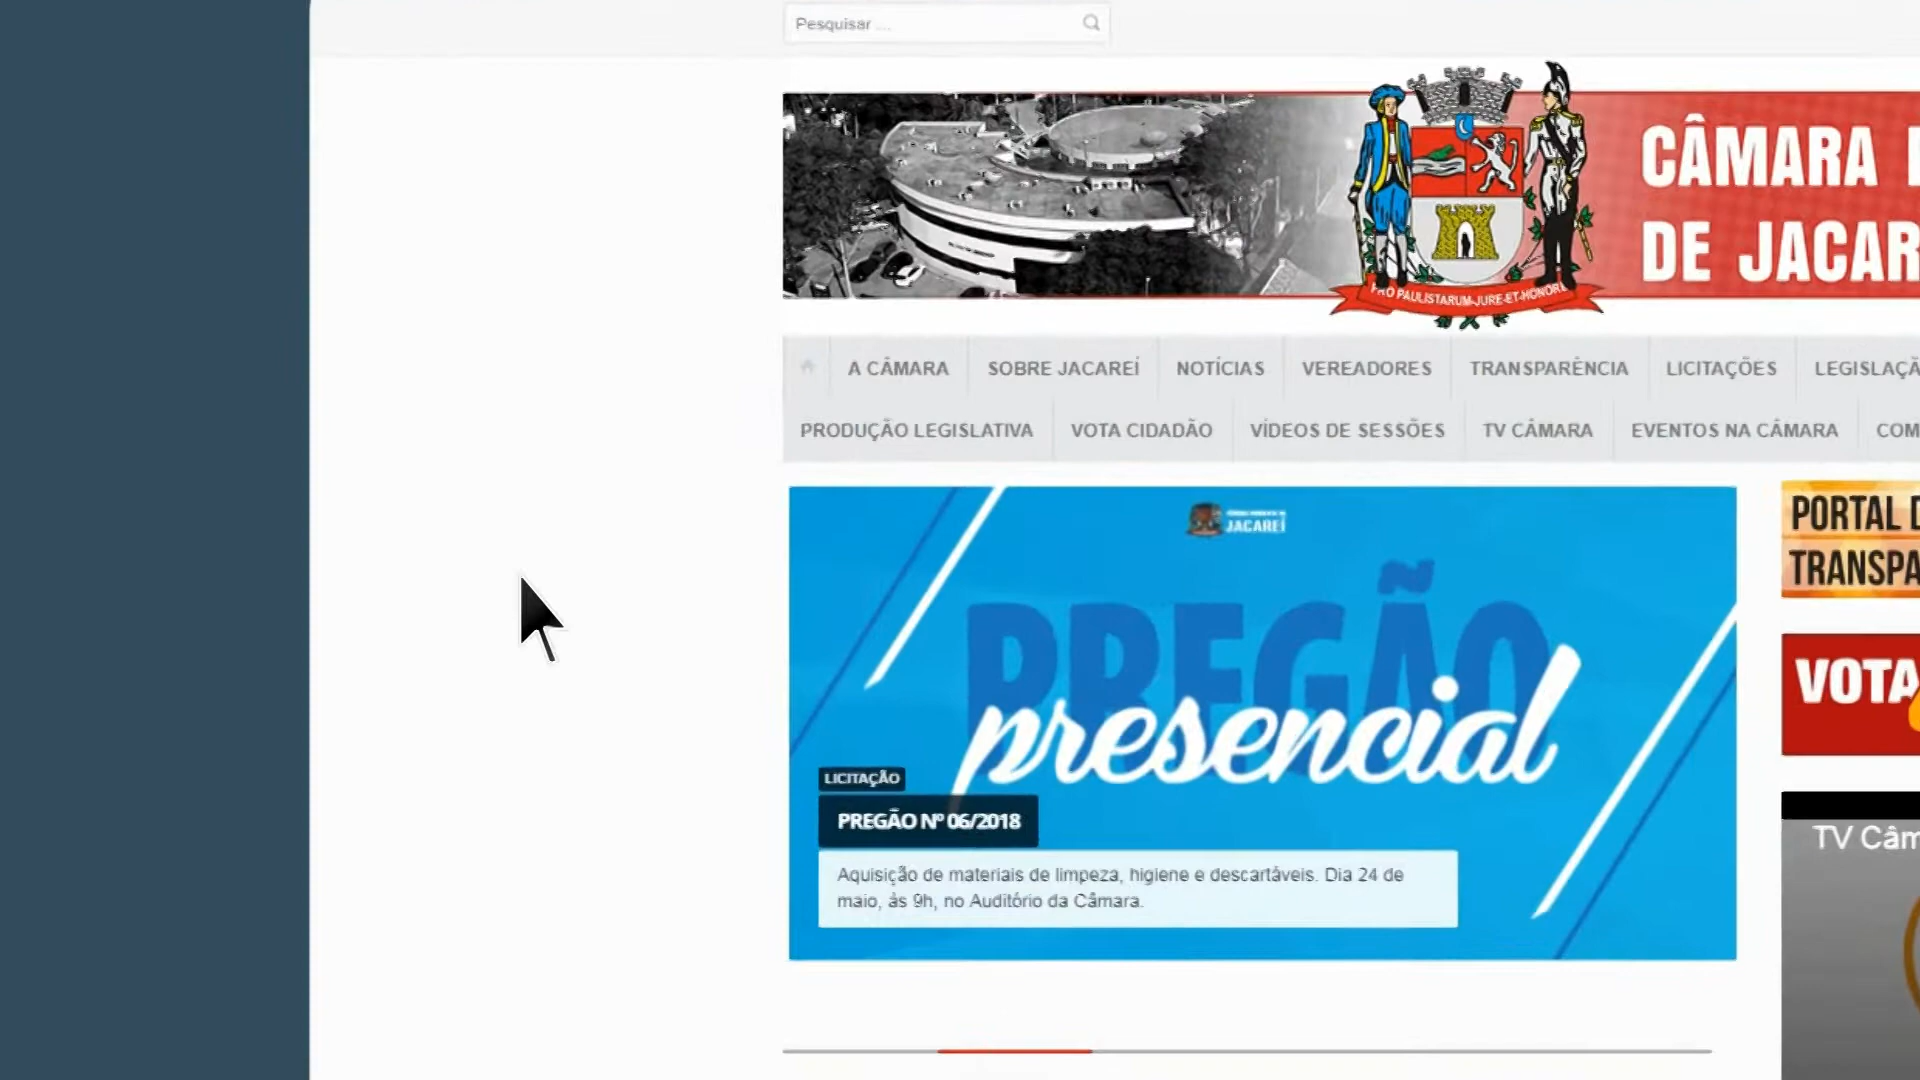 Pesquisar ...
CÂMARA
DE JACAR
PRO PAULISTARUM-JURE-ET-HONORE
A CÂMARA
SOBRE JACAREÍ
NOTÍCIAS
VEREADORES
TRANSPARÊNCIA
LICITAÇÕES
LEGISLAÇÃ
PRODUÇÃO LEGISLATIVA
VOTA CIDADÃO
VÍDEOS DE SESSÕES
TV CÂMARA
EVENTOS NA CÂMARA
COM
JACAREÍ
PREGÃO
presencial
LICITAÇÃO
PREGÃO Nº 06/2018
Aquisição de materiais de limpeza, higiene e descartáveis. Dia 24 de
maio, às 9h, no Auditório da Câmara.
PORTAL D
TRANSPA
VOTA
TV Câm